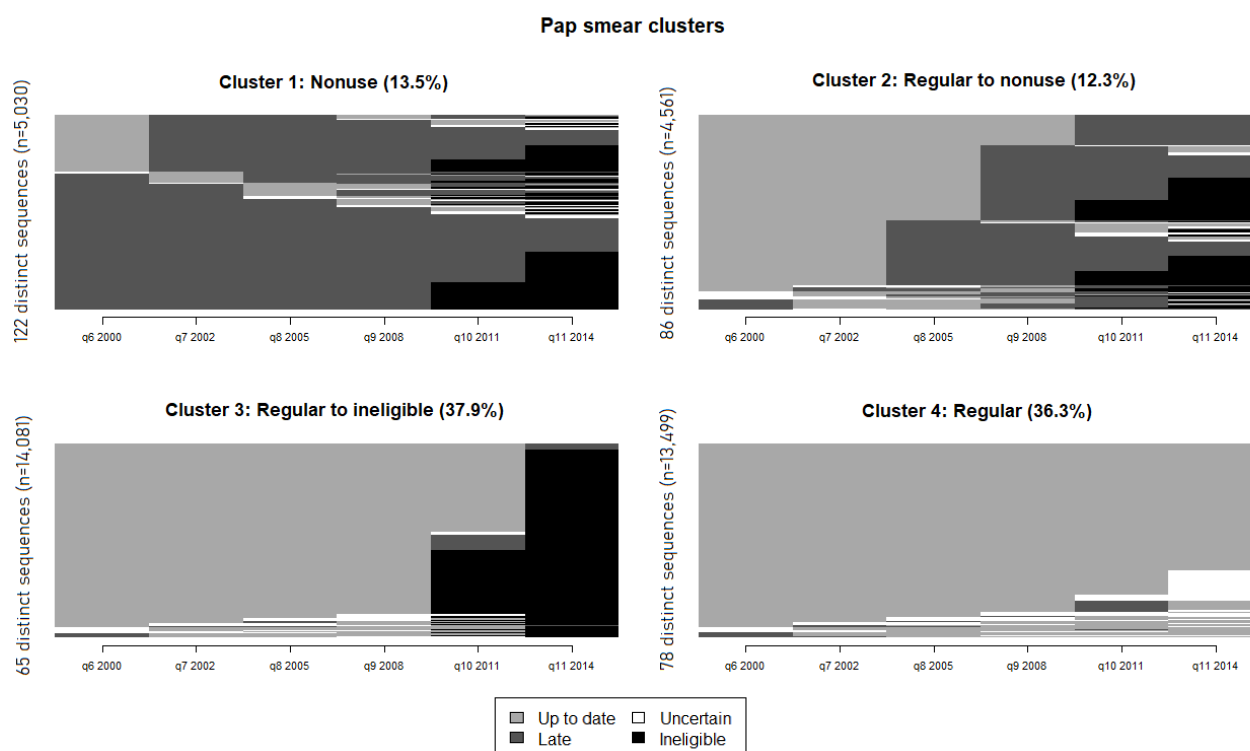 Pap smear clusters
Cluster 1: Nonuse (13.5%)
122 distinct sequences (n=5,030)
q6 2000 q7 2002 q8 2005 q9 2008 q10 2011 q11 2014
Cluster 2: Regular to nonuse (12.3%)
86 distinct sequences (n=4,561)
q6 2000 q7 2002 q8 2005 q9 2008 q10 2011 q11 2014
Cluster 3: Regular to ineligible (37.9%)
65 distinct sequences (n=14,081)
q6 2000 q7 2002 q8 2005 q9 2008 q10 2011 q11 2014
Cluster 4: Regular (36.3%)
78 distinct sequences (n=13,499)
q6 2000 q7 2002 q8 2005 q9 2008 q10 2011 q11 2014
Up to date Uncertain
Late Ineligible